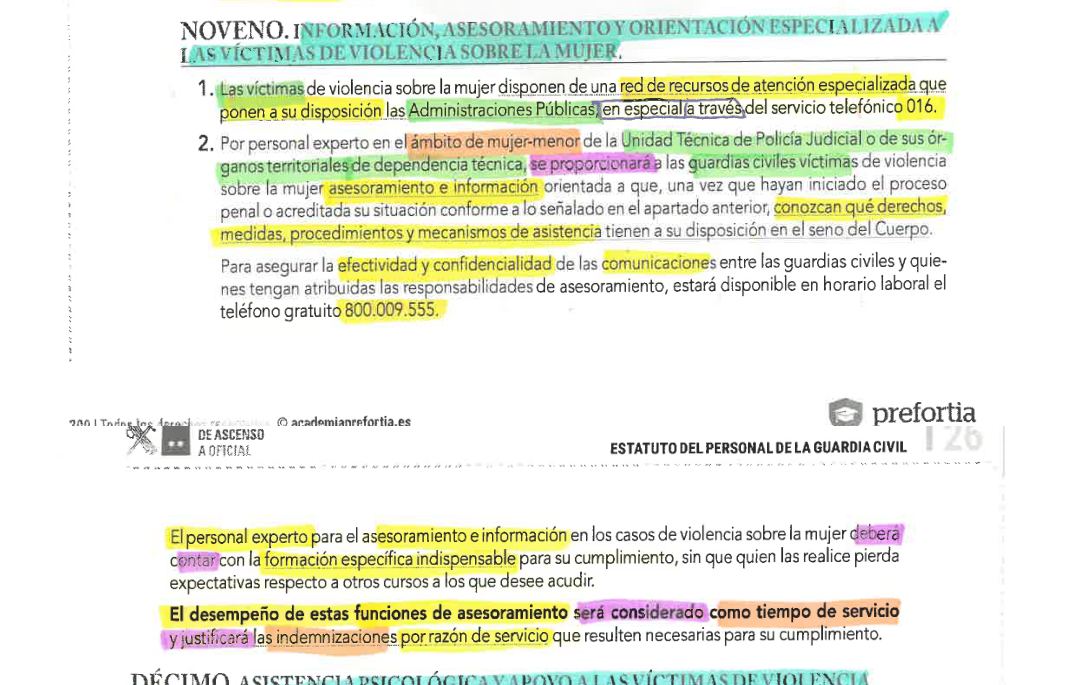 NOVENO. INFORMACIÓN, ASESORAMIENTO Y ORIENTACIÓN ESPECIALIZADA A
LAS VÍCTIMAS DE VIOLENCIA SOBRE LA MUJER.
1. Las víctimas de violencia sobre la mujer disponen de una red de recursos de atención especializada que
ponen a su disposición las Administraciones Públicas, en especial a través del servicio telefónico 016.
2. Por personal experto en el ámbito de mujer-menor de la Unidad Técnica de Policía Judicial o de sus ór-
ganos territoriales de dependencia técnica, se proporcionará a las guardias civiles víctimas de violencia
sobre la mujer asesoramiento e información orientada a que, una vez que hayan iniciado el proceso
penal o acreditada su situación conforme a lo señalado en el apartado anterior, conozcan qué derechos,
medidas, procedimientos y mecanismos de asistencia tienen a su disposición en el seno del Cuerpo.
Para asegurar la efectividad y confidencialidad de las comunicaciones entre las guardias civiles y quie-
nes tengan atribuidas las responsabilidades de asesoramiento, estará disponible en horario laboral el
teléfono gratuito 800.009.555.
prefortia
200 | Todos los derechos © academiaprefortia.es
DE ASCENSO
A OFICIAL
ESTATUTO DEL PERSONAL DE LA GUARDIA CIVIL | 26
El personal experto para el asesoramiento e información en los casos de violencia sobre la mujer deberá
contar con la formación específica indispensable para su cumplimiento, sin que quien las realice pierda
expectativas respecto a otros cursos a los que desee acudir.
El desempeño de estas funciones de asesoramiento será considerado como tiempo de servicio
y justificará las indemnizaciones por razón de servicio que resulten necesarias para su cumplimiento.
DÉCIMO. ASISTENCIA PSICOLÓGICA Y APOYO A LAS VÍCTIMAS DE VIOLENCIA